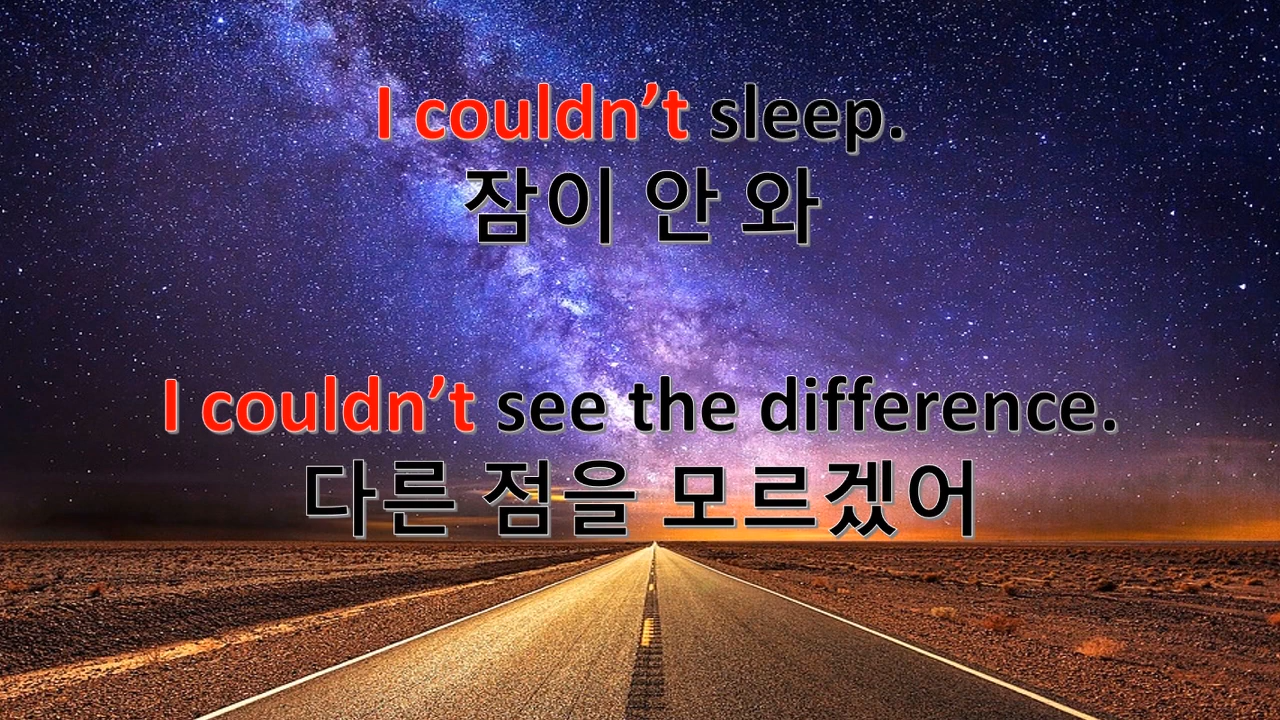 I couldn’t sleep.
잠이 안 와
I couldn’t see the difference.
다른 점을 모르겠어